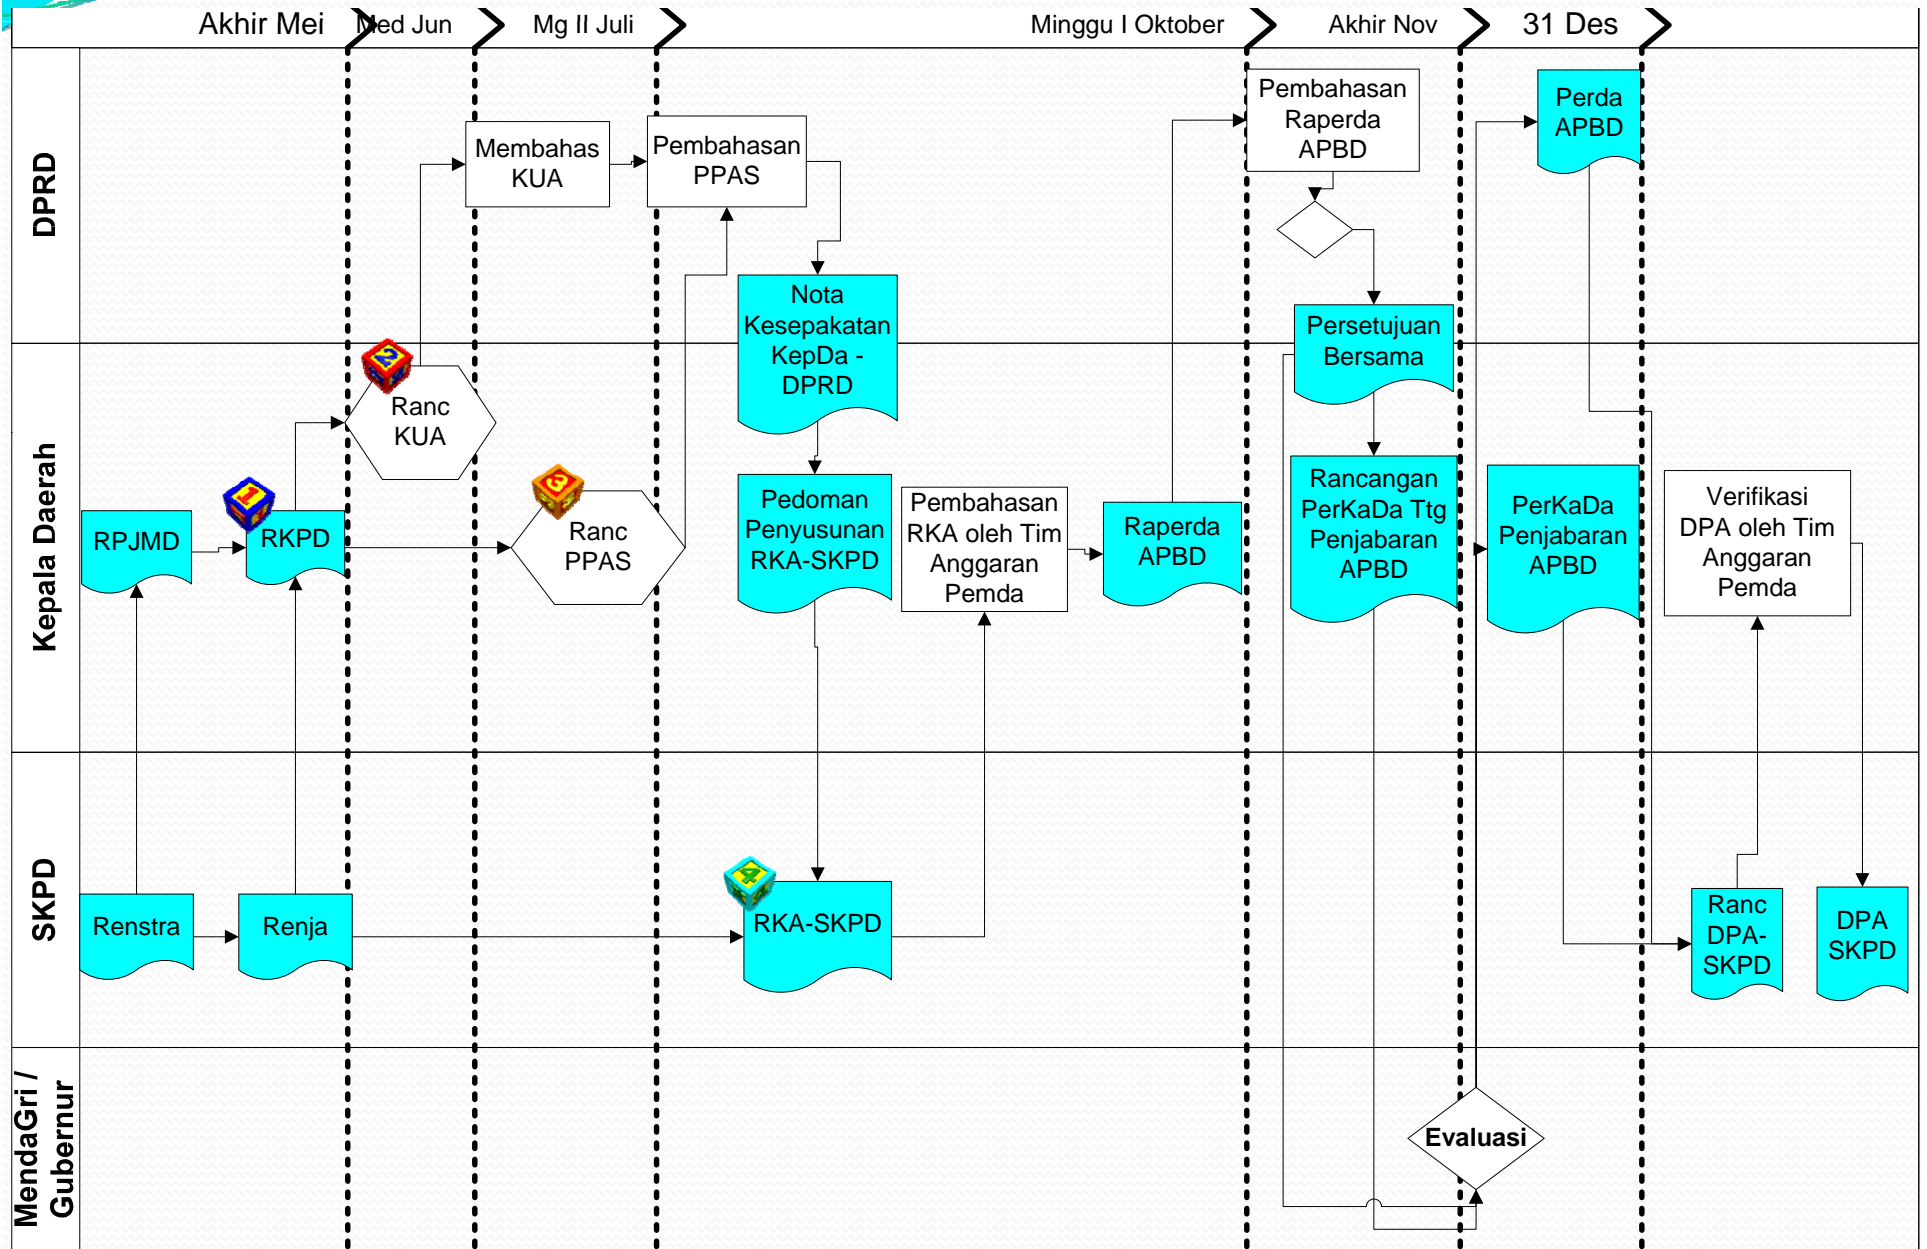 Akhir Mei
Med Jun
Mg II Juli
Minggu I Oktober
Akhir Nov
31 Des
DPRD
Membahas
KUA
Pembahasan
PPAS
Nota
Kesepakatan
KepDa -
DPRD
Pembahasan
Raperda
APBD
Persetujuan
Bersama
Perda
APBD
Kepala Daerah
RPJMD
1
RKPD
2
Ranc
KUA
3
Ranc
PPAS
Pedoman
Penyusunan
RKA-SKPD
Pembahasan
RKA oleh Tim
Anggaran
Pemda
Raperda
APBD
Rancangan
PerKaDa Ttg
Penjabaran
APBD
PerKaDa
Penjabaran
APBD
Verifikasi
DPA oleh Tim
Anggaran
Pemda
SKPD
Renstra
Renja
4
RKA-SKPD
Ranc
DPA-
SKPD
DPA
SKPD
MendaGri /
Gubernur
Evaluasi